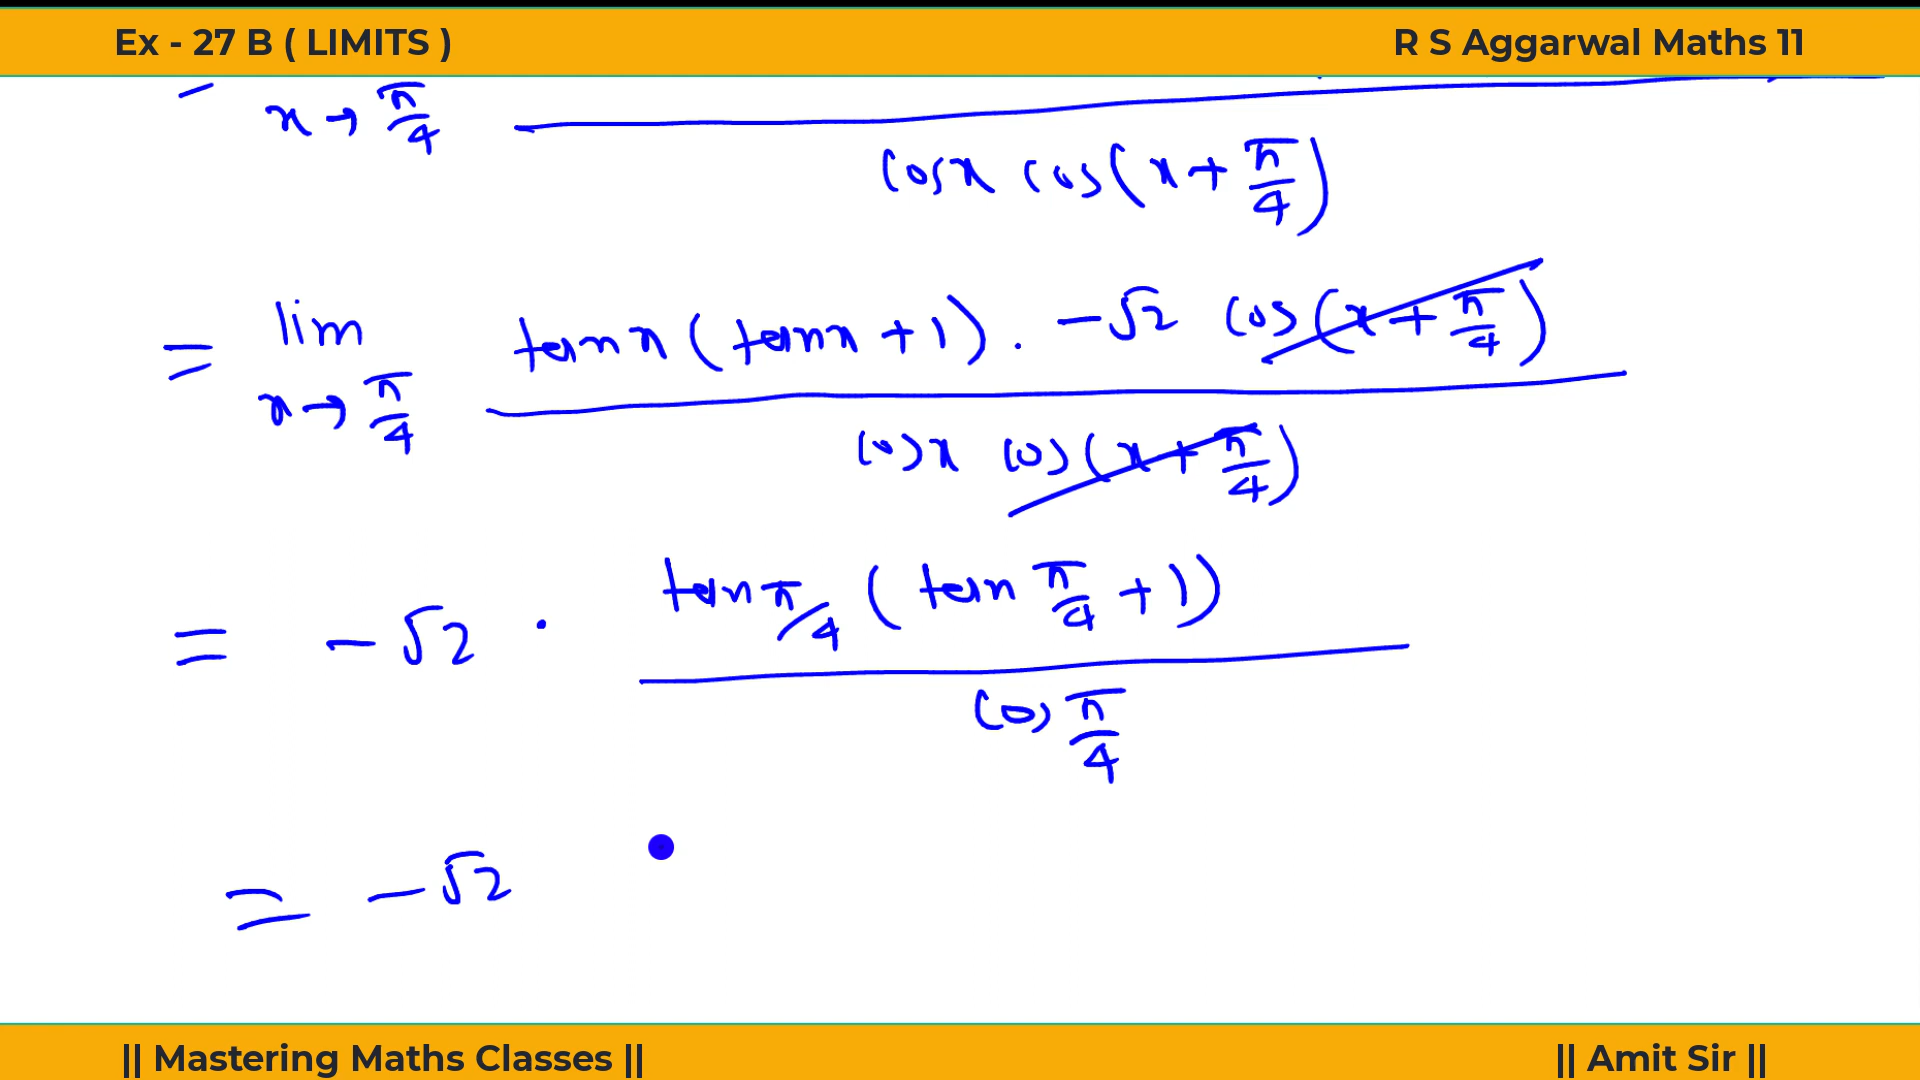 Ex - 27 B ( LIMITS ) R S Aggarwal Maths 11
= x→π/4 ‾‾‾ cosx cos(x+π/4)
= lim x→π/4 tanx(tanx+1). -√2 cos(x+π/4) / cosx cos(x+π/4)
= -√2 · tanπ/4 (tan π/4 +1) / cos π/4
= -√2
|| Mastering Maths Classes || || Amit Sir ||